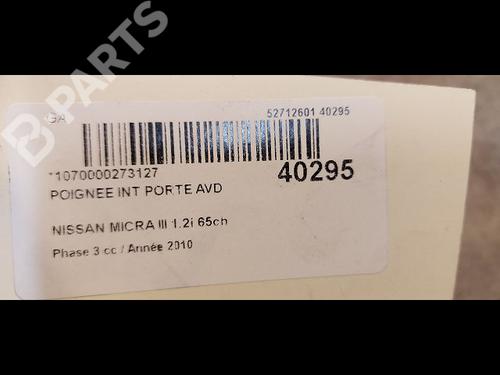 B PARTS
GA
52712601 40295
*1070000273127
40295
POIGNEE INT PORTE AVD
NISSAN MICRA III 1.2i 65ch
Phase 3 cc / Année 2010